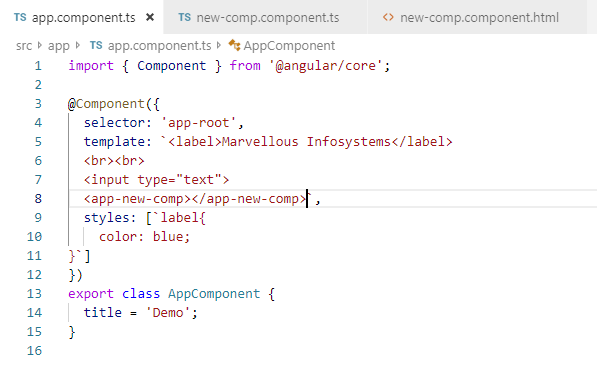 TS app.component.ts × TS new-comp.component.ts <> new-comp.component.html
src > app > TS app.component.ts > AppComponent
1 import { Component } from '@angular/core';
2
3 @Component({
4   selector: 'app-root',
5   template: `<label>Marvellous Infosystems</label>
6   <br><br>
7   <input type="text">
8   <app-new-comp></app-new-comp>`,
9   styles: [`label{
10     color: blue;
11 }`]
12 })
13 export class AppComponent {
14   title = 'Demo';
15 }
16